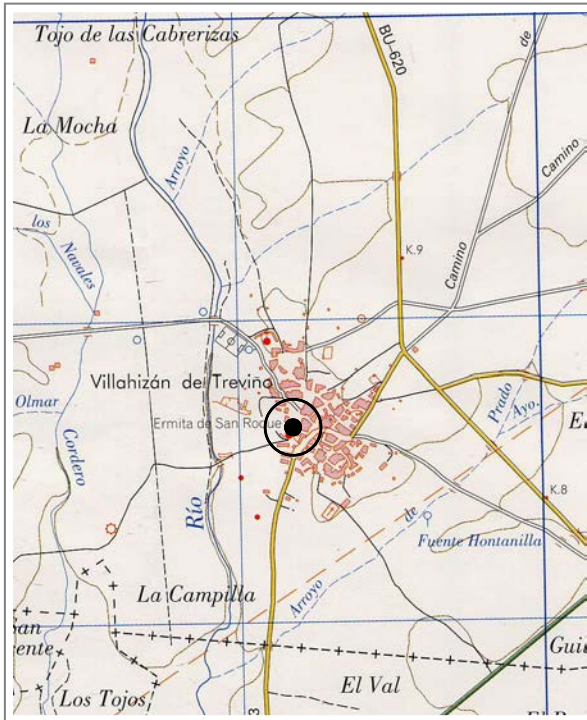 Tojo de las Cabrerizas
BU-620
de
La Mocha
Arroyo
Camino
los
Navales
K.9
Camino
Villahizán de Treviño
Olmar
Ermita de San Roque
Prado
Ayo.
Cordero
Río
de
K.8
Fuente Hontanilla
La Campilla
Arroyo
San
Los Tojos
El Val